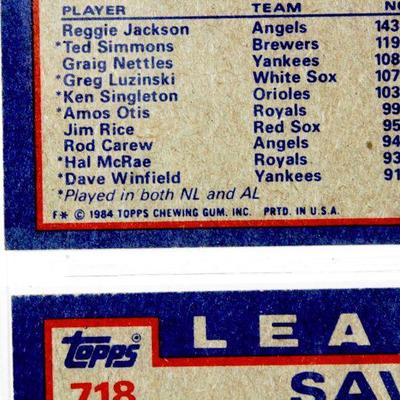 PLAYER TEAM
Reggie Jackson Angels 143
*Ted Simmons Brewers 119
Graig Nettles Yankees 108
*Greg Luzinski White Sox 107
*Ken Singleton Orioles 103
*Amos Otis Royals 99
Jim Rice Red Sox 95
Rod Carew Angels 94
*Hal McRae Royals 93
*Dave Winfield Yankees 91
*Played in both NL and AL
F* © 1984 TOPPS CHEWING GUM, INC. PRTD. IN U.S.A.
LEA
topps
718